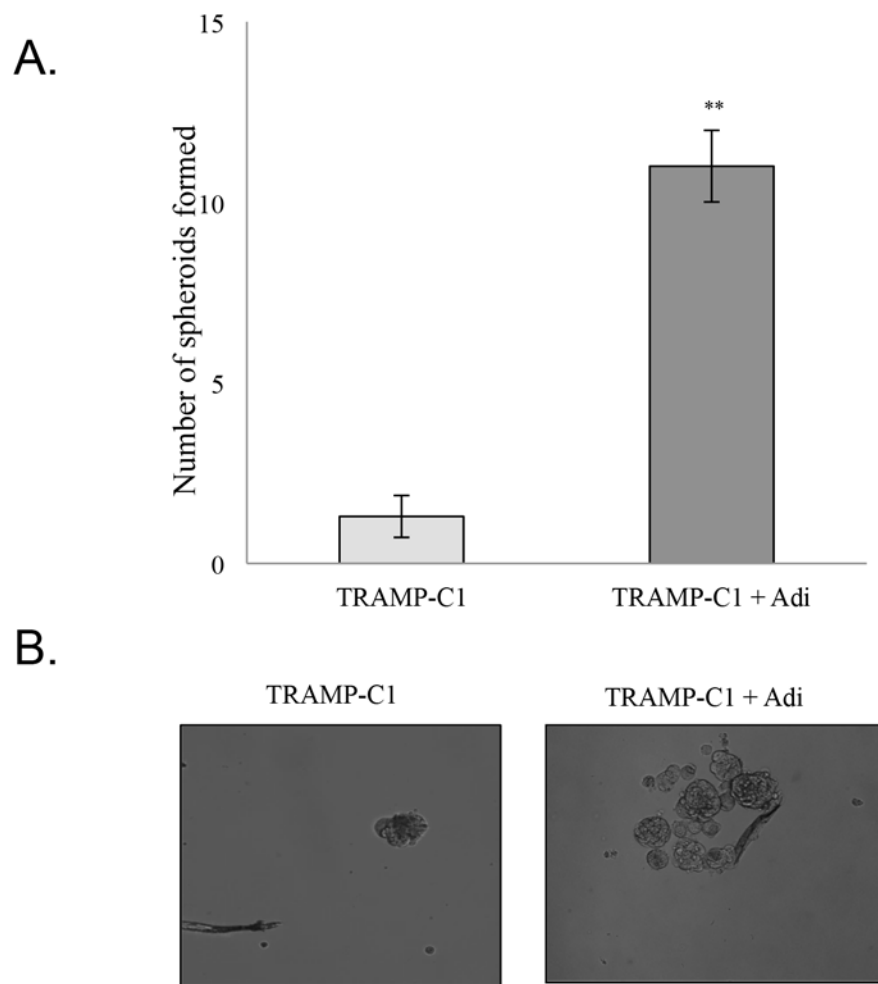 A.
15
10
5
0
Number of spheroids formed
**
TRAMP-C1
TRAMP-C1 + Adi
B.
TRAMP-C1
TRAMP-C1 + Adi